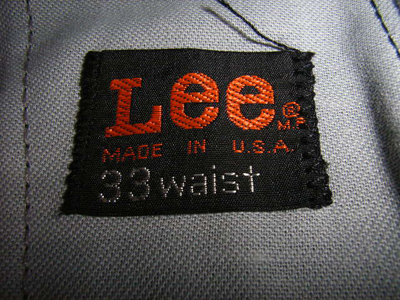 Lee ®
M.R.
MADE IN U.S.A.
33 waist